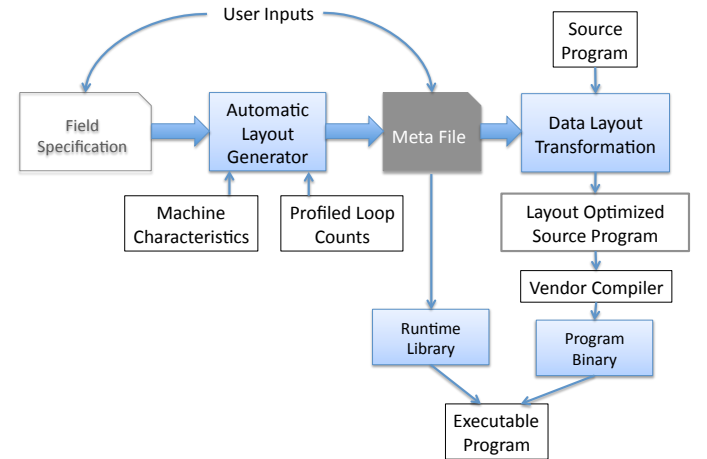 User Inputs
Source
Program
Field
Specification
Automatic
Layout
Generator
Meta File
Data Layout
Transformation
Machine
Characteristics
Profiled Loop
Counts
Layout Optimized
Source Program
Vendor Compiler
Runtime
Library
Program
Binary
Executable
Program